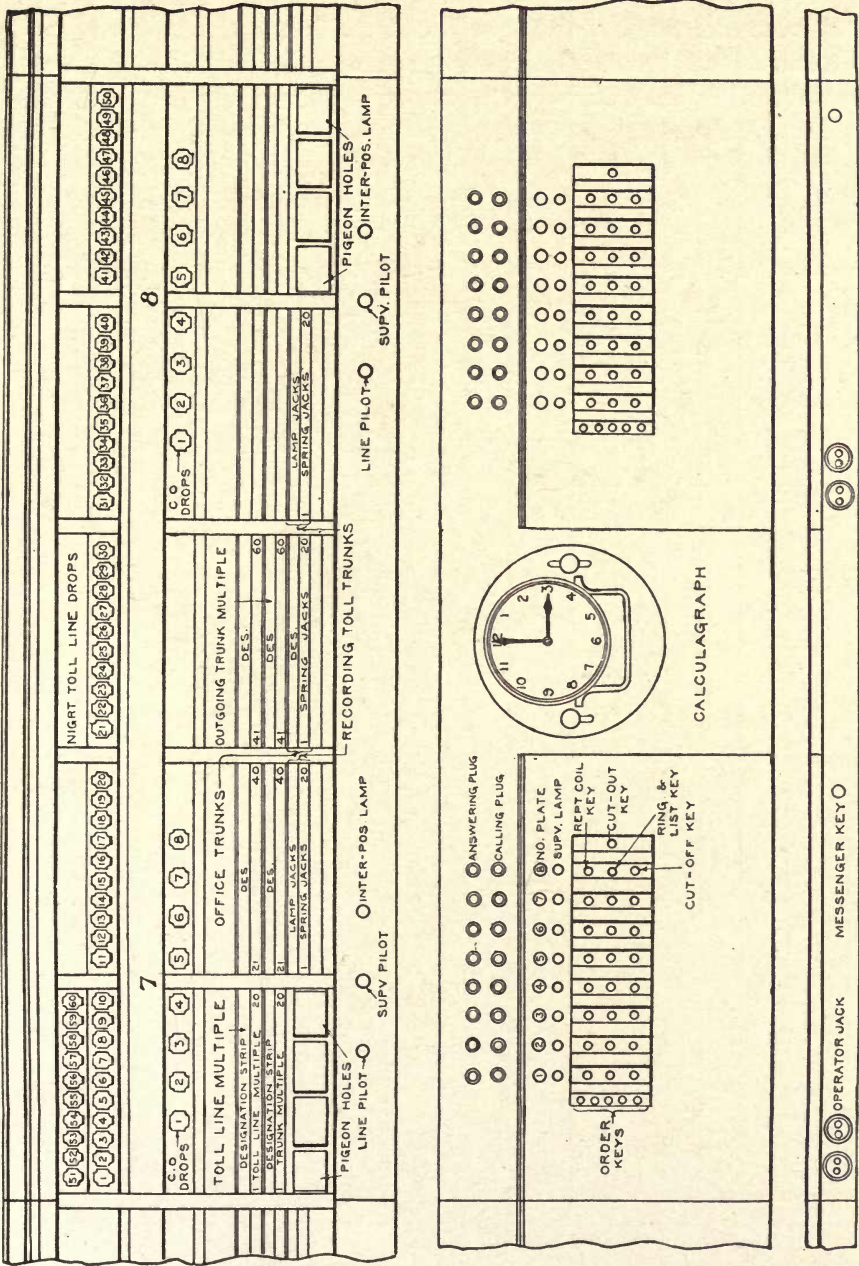 51 52 53 54 55 56 57 58 59 60
NIGHT TOLL LINE DROPS
1 2 3 4 5 6 7 8 9 10
11 12 13 14 15 16 17 18 19 20
21 22 23 24 25 26 27 28 29 30
31 32 33 34 35 36 37 38 39 40
41 42 43 44 45 46 47 48 49 50
7
8
C.O
DROPS
1 2 3 4
5 6 7 8
C O
DROPS
1 2 3 4
5 6 7 8
TOLL LINE MULTIPLE
OFFICE TRUNKS
OUTGOING TRUNK MULTIPLE
DESIGNATION STRIP
DES
DES.
1 TOLL LINE MULTIPLE 20
21 40
41 60
DESIGNATION STRIP
DES.
DES
1 TRUNK MULTIPLE 20
21 40
41 60
LAMP JACKS
1 SPRING JACKS 20
DES.
1 SPRING JACKS 20
LAMP JACKS
1 SPRING JACKS 20
PIGEON HOLES
RECORDING TOLL TRUNKS
PIGEON HOLES
LINE PILOT
SUPV PILOT
INTER-POS LAMP
LINE PILOT
SUPV. PILOT
INTER-POS. LAMP
ANSWERING PLUG
CALLING PLUG
1 2 3 4 5 6 7 8 NO. PLATE
SUPV. LAMP
REPT COIL
KEY
CUT-OUT
KEY
RING. &
LIST KEY
CUT-OFF KEY
ORDER
KEYS
12 1 2 3 4 5 6 7 8 9 10 11
CALCULAGRAPH
OPERATOR JACK
MESSENGER KEY